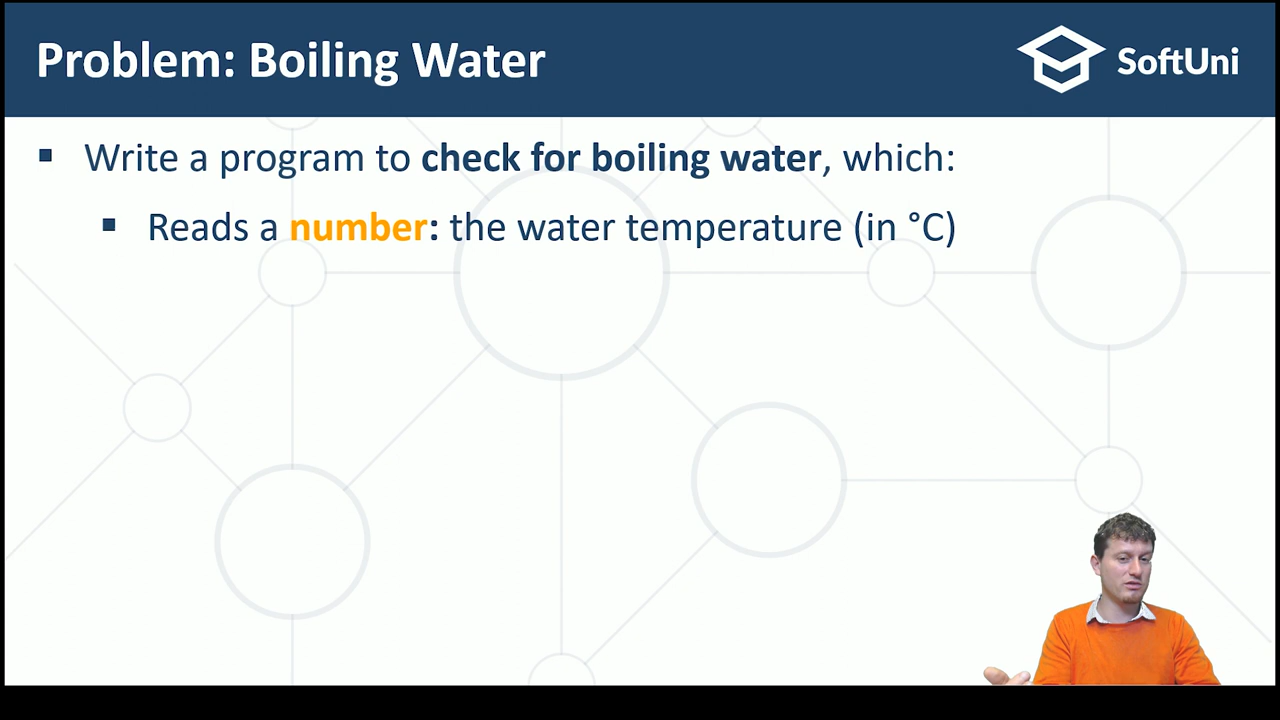 Problem: Boiling Water
SoftUni
Write a program to check for boiling water, which:
Reads a number: the water temperature (in °C)